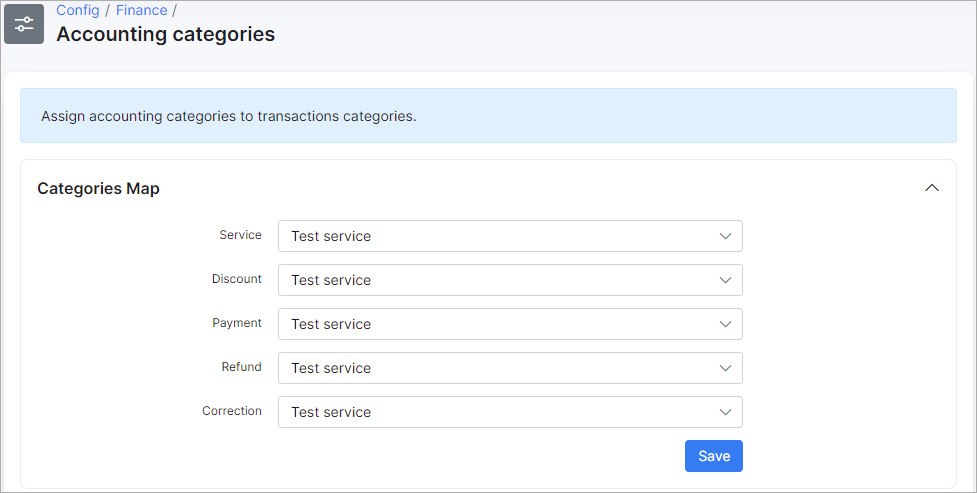 Config / Finance /
Accounting categories
Assign accounting categories to transactions categories.
Categories Map
Service Test service
Discount Test service
Payment Test service
Refund Test service
Correction Test service
Save